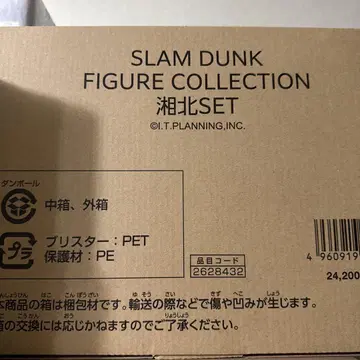 SLAM DUNK
FIGURE COLLECTION
湘北SET
©I.T.PLANNING,INC.
ダンボール
中箱、外箱
プラ
ブリスター：PET
保護材：PE
品目コード
2628432
4 960919
24,200
本商品の箱は梱包材です。輸送の際などで傷や凹みが生じます。
の交換には応じかねますのでご了承ください。